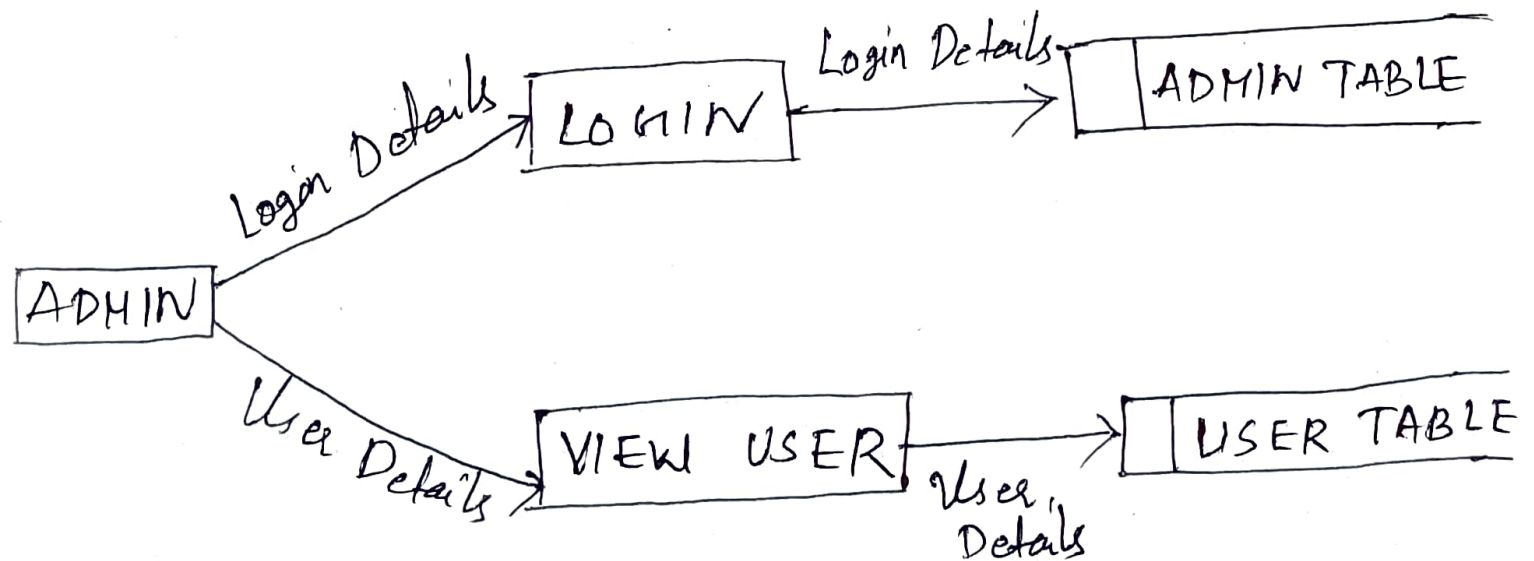 Login Details
LOGIN
Login Details
ADMIN TABLE
ADMIN
User Details
VIEW USER
User
Details
USER TABLE